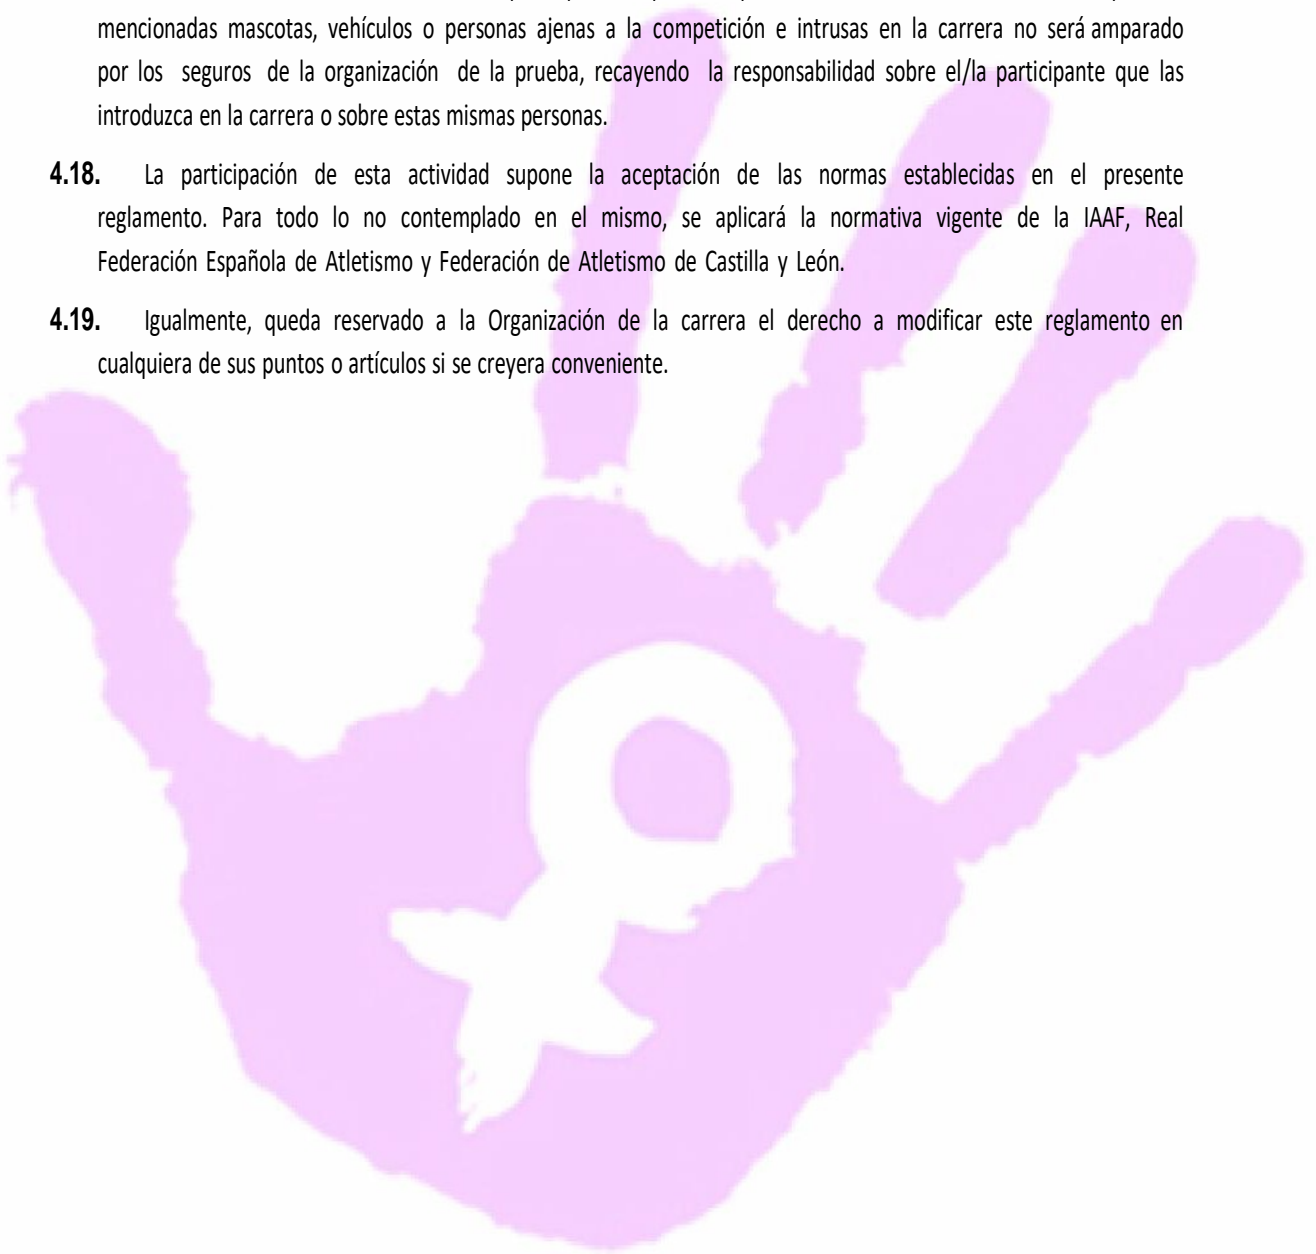 mencionadas mascotas, vehículos o personas ajenas a la competición e intrusas en la carrera no será amparado
por los seguros de la organización de la prueba, recayendo la responsabilidad sobre el/la participante que las
introduzca en la carrera o sobre estas mismas personas.
4.18. La participación de esta actividad supone la aceptación de las normas establecidas en el presente
reglamento. Para todo lo no contemplado en el mismo, se aplicará la normativa vigente de la IAAF, Real
Federación Española de Atletismo y Federación de Atletismo de Castilla y León.
4.19. Igualmente, queda reservado a la Organización de la carrera el derecho a modificar este reglamento en
cualquiera de sus puntos o artículos si se creyera conveniente.